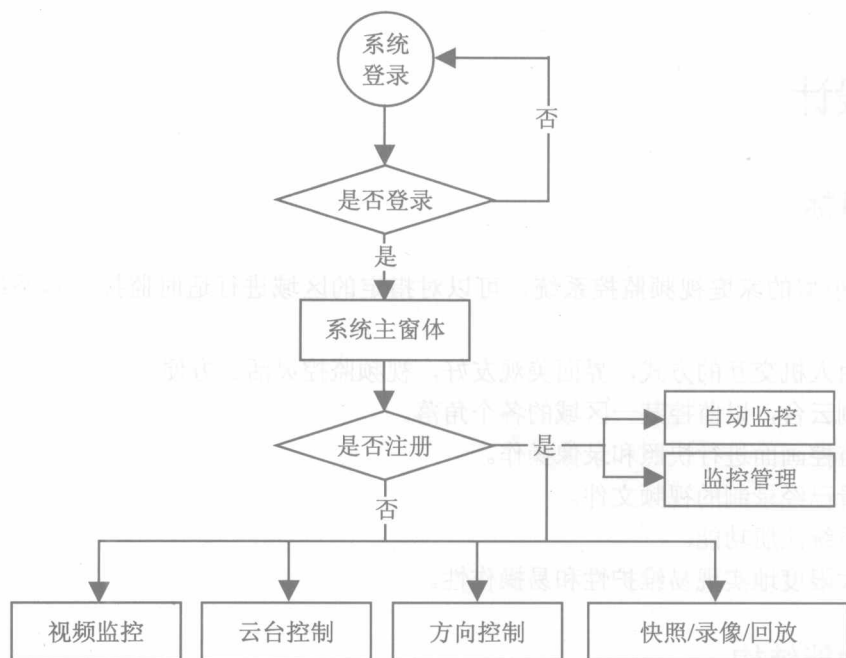 系统
登录
否
是否登录
是
系统主窗体
自动监控
是否注册
是
监控管理
否
视频监控
云台控制
方向控制
快照/录像/回放